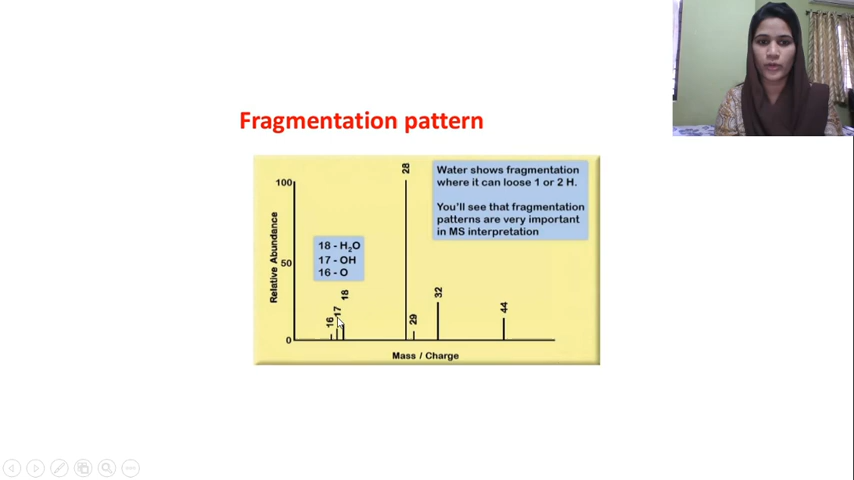 Fragmentation pattern
28
Water shows fragmentation
where it can loose 1 or 2 H.
You'll see that fragmentation
patterns are very important
in MS interpretation
100
Relative Abundance
50
0
18 - H₂O
17 - OH
16 - O
16
17
18
29
32
44
Mass / Charge